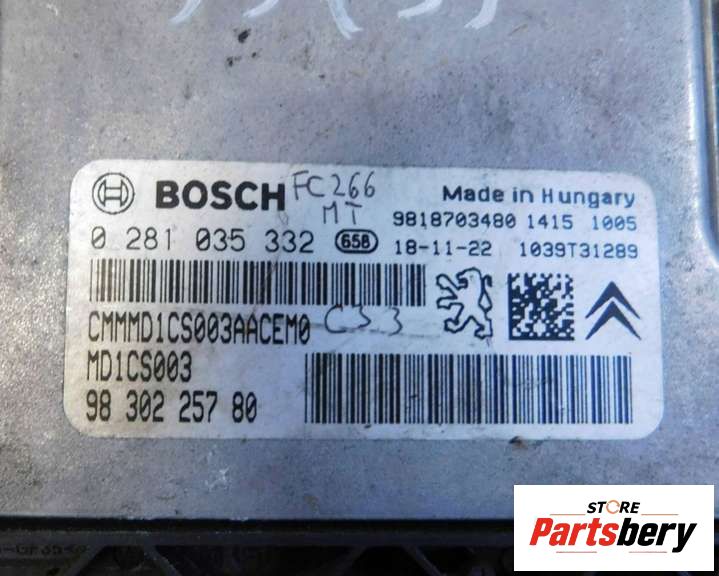 BOSCH FC266 MT
Made in Hungary
9818703480 1415 1005
0 281 035 332 658
18-11-22 1039T31289
CMMMD1CS003AACEM0
C33
MD1CS003
98 302 257 80
STORE
Partsbery